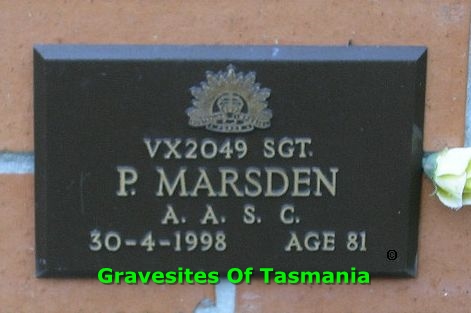 VX2049 SGT.
P. MARSDEN
A. A. S. C.
30-4-1998 AGE 81
©
Gravesites Of Tasmania